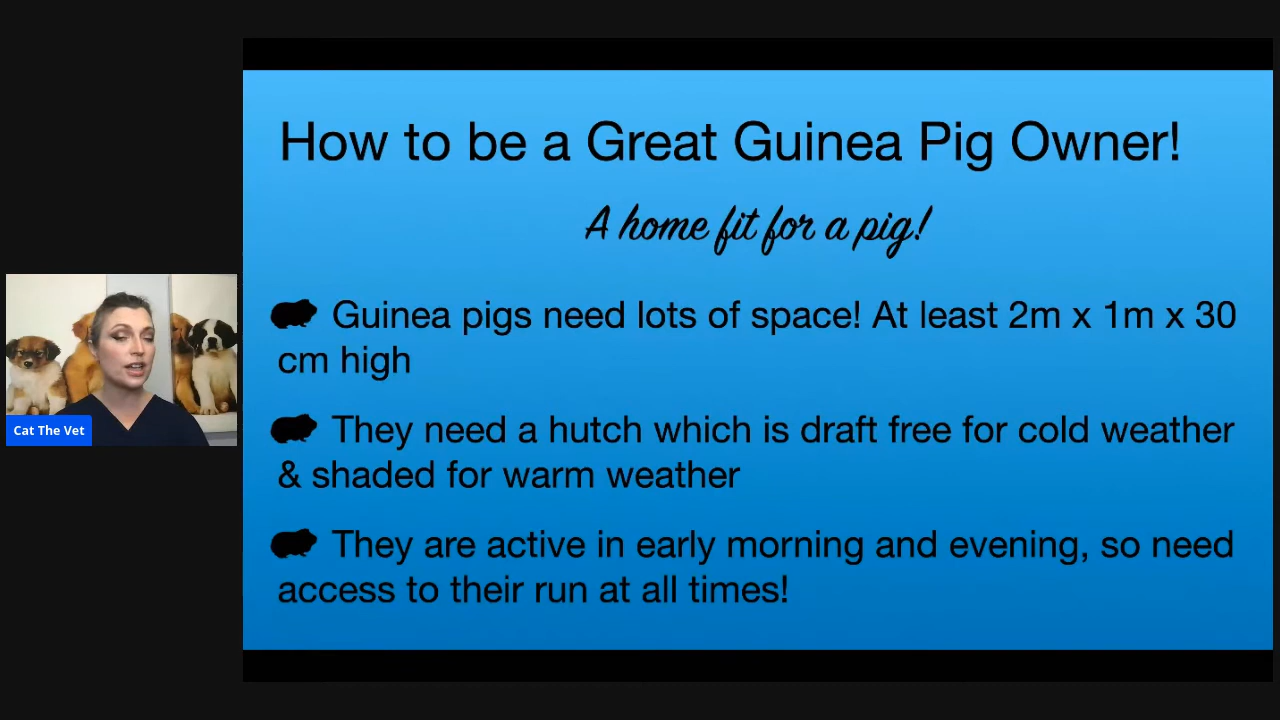 How to be a Great Guinea Pig Owner!
A home fit for a pig!
Guinea pigs need lots of space! At least 2m x 1m x 30
cm high
They need a hutch which is draft free for cold weather
& shaded for warm weather
They are active in early morning and evening, so need
access to their run at all times!
Cat The Vet